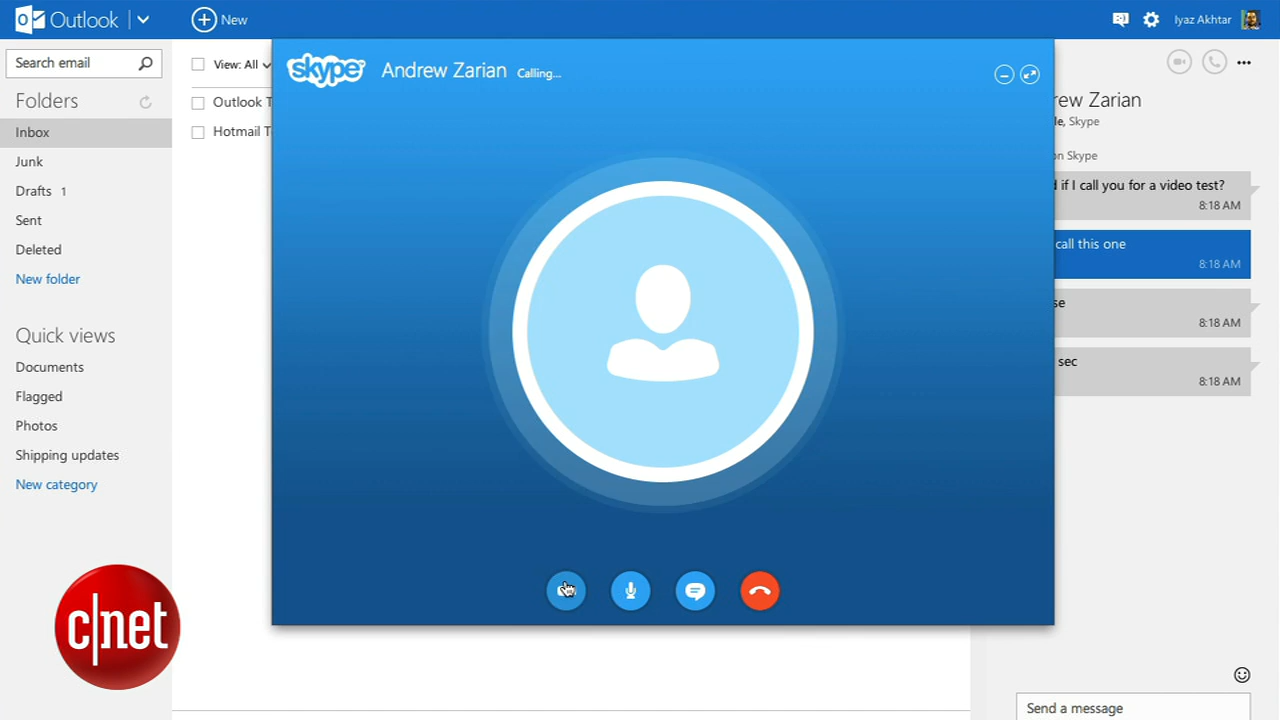 Outlook
New
Iyaz Akhtar
Search email
Folders
Inbox
Junk
Drafts 1
Sent
Deleted
New folder
Quick views
Documents
Flagged
Photos
Shipping updates
New category
c|net
View: All
Outlook T
Hotmail T
skype
Andrew Zarian Calling...
rew Zarian
le, Skype
on Skype
d if I call you for a video test?
8:18 AM
call this one
8:18 AM
se
8:18 AM
sec
8:18 AM
Send a message